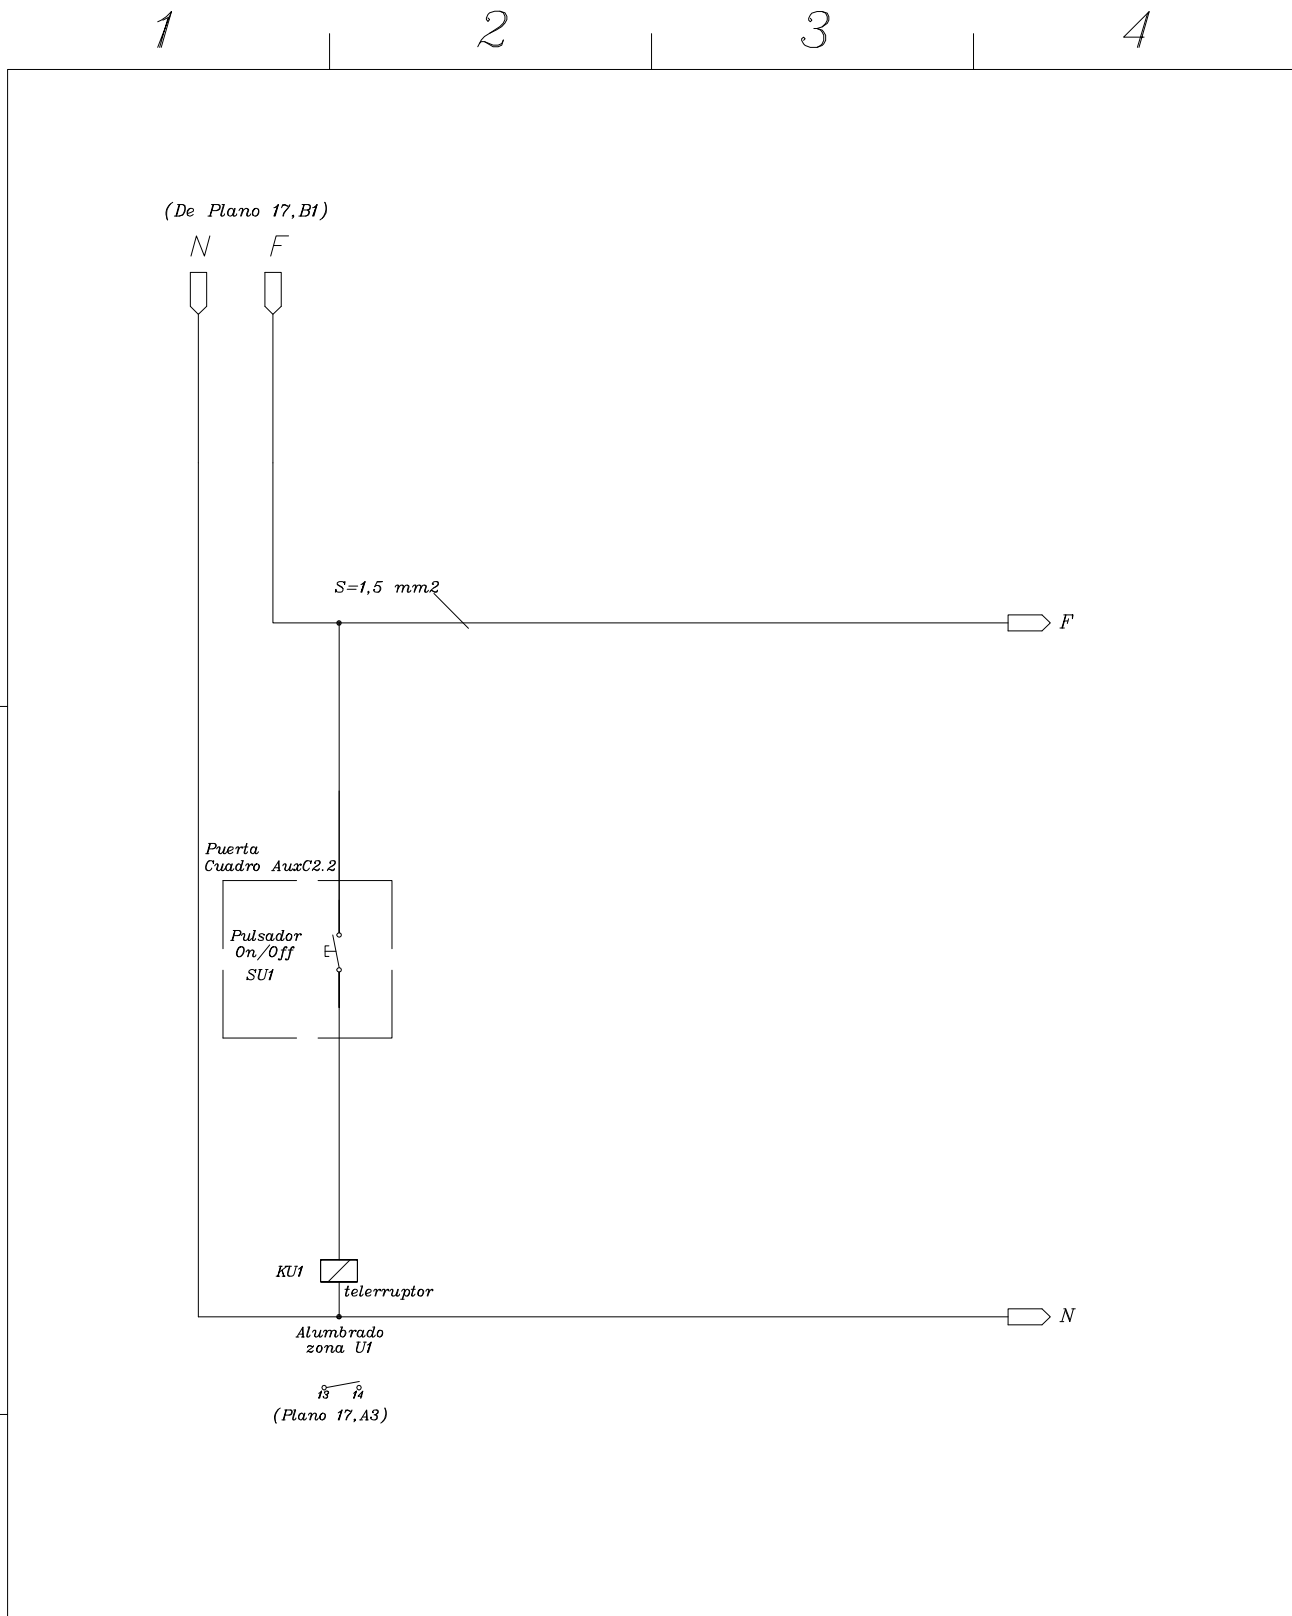 1 2 3 4
(De Plano 17,B1)
N F
S=1,5 mm2
F
Puerta
Cuadro AuxC2.2
Pulsador
On/Off
SU1
KU1
telerruptor
N
Alumbrado
zona U1
13 14
(Plano 17,A3)